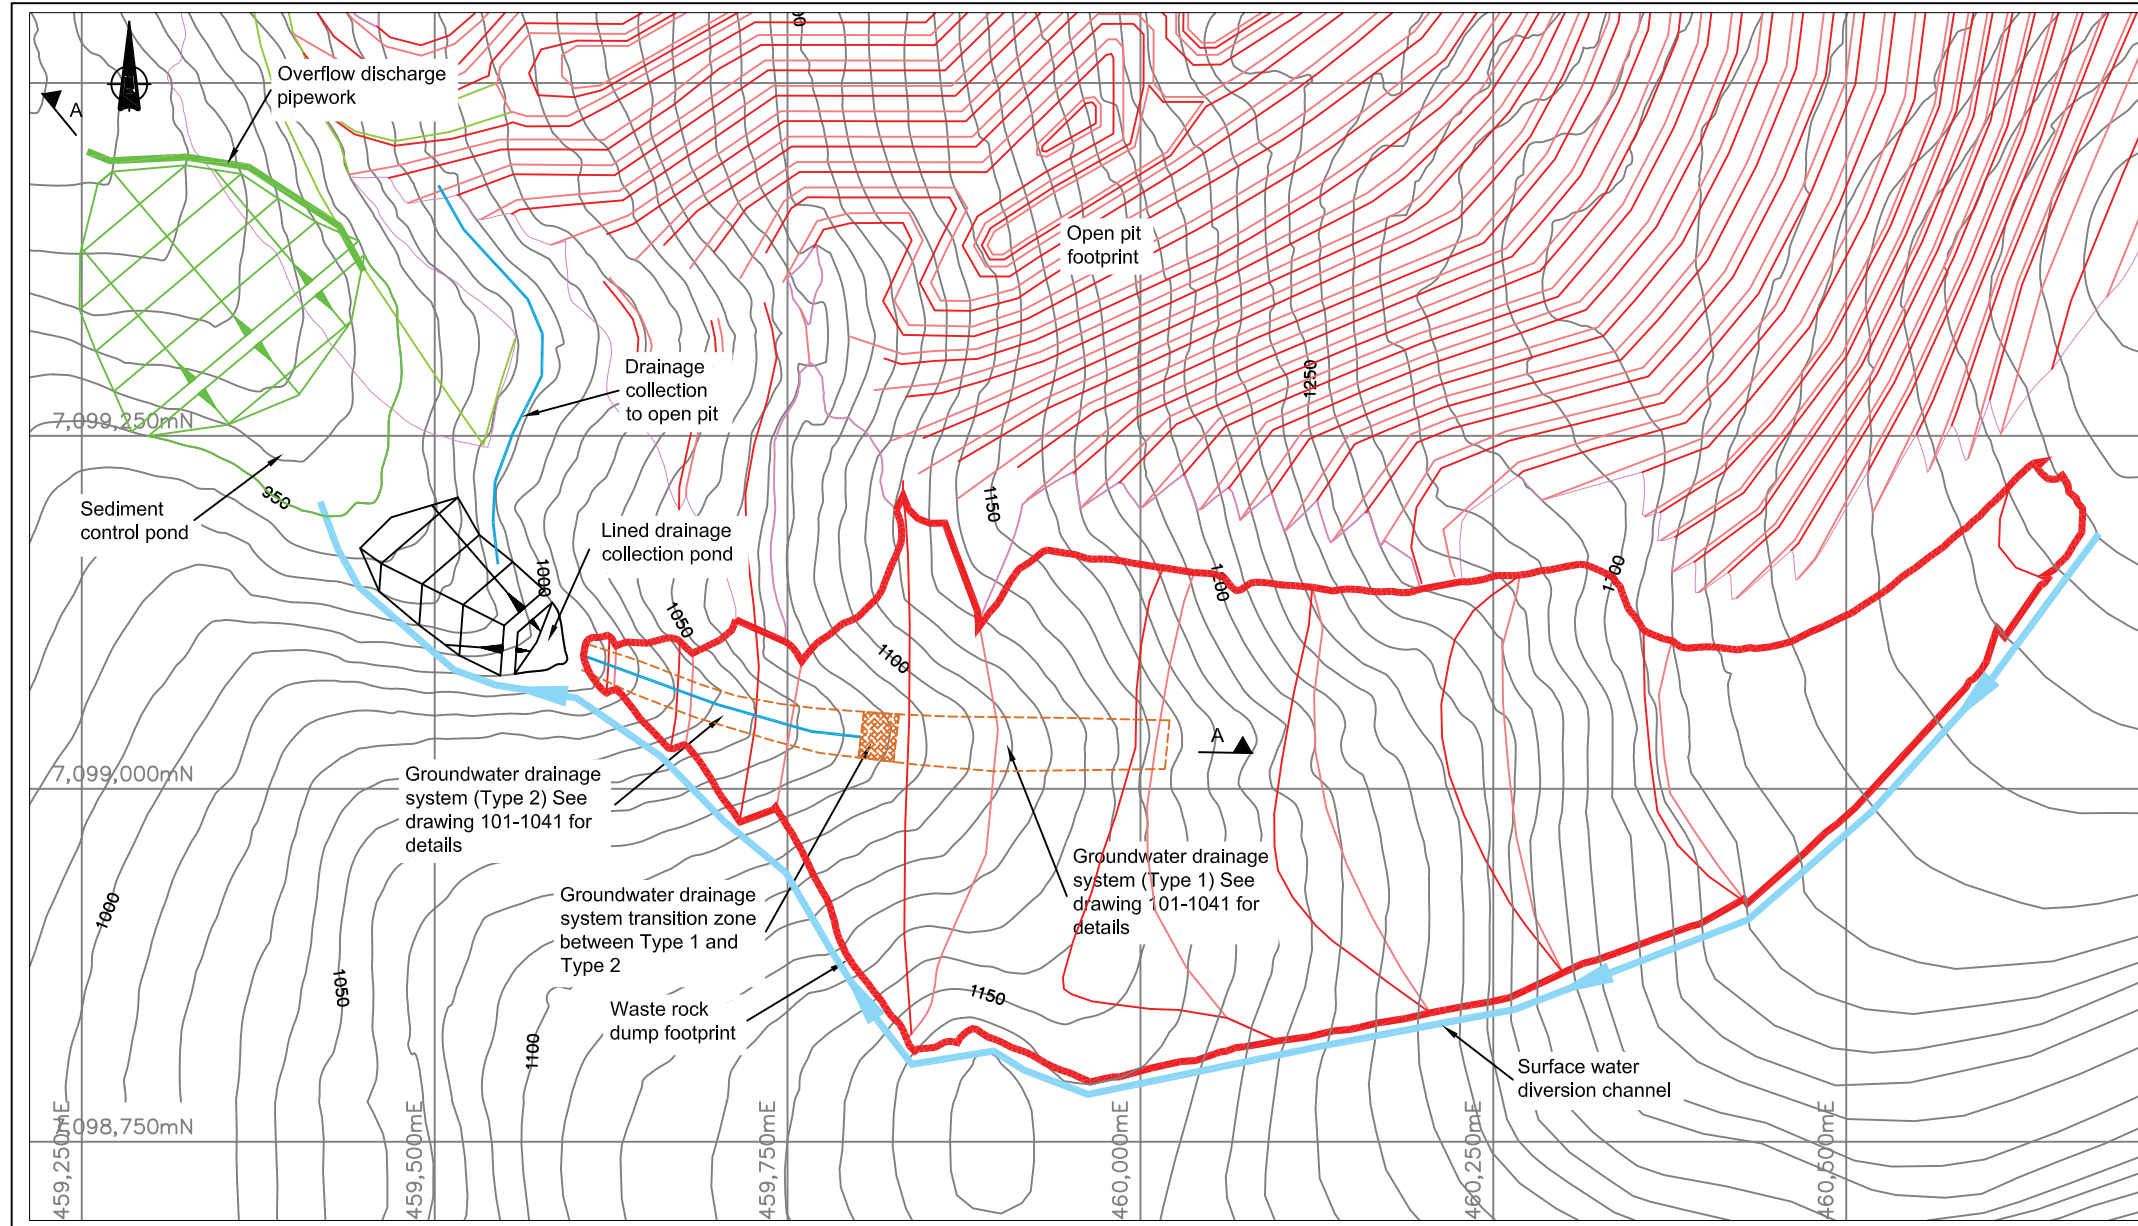 00
A
Overflow discharge
pipework
Open pit
footprint
1250
Drainage
collection
to open pit
7,099,250mN
950
Sediment
control pond
1150
Lined drainage
collection pond
1000
1200
1100
1050
1100
A
7,099,000mN
Groundwater drainage
system (Type 2) See
drawing 101-1041 for
details
Groundwater drainage
system (Type 1) See
drawing 101-1041 for
details
Groundwater drainage
system transition zone
between Type 1 and
Type 2
1000
1050
1150
Waste rock
dump footprint
1100
Surface water
diversion channel
7,098,750mN
459,250mE
459,500mE
459,750mE
460,000mE
460,250mE
460,500mE